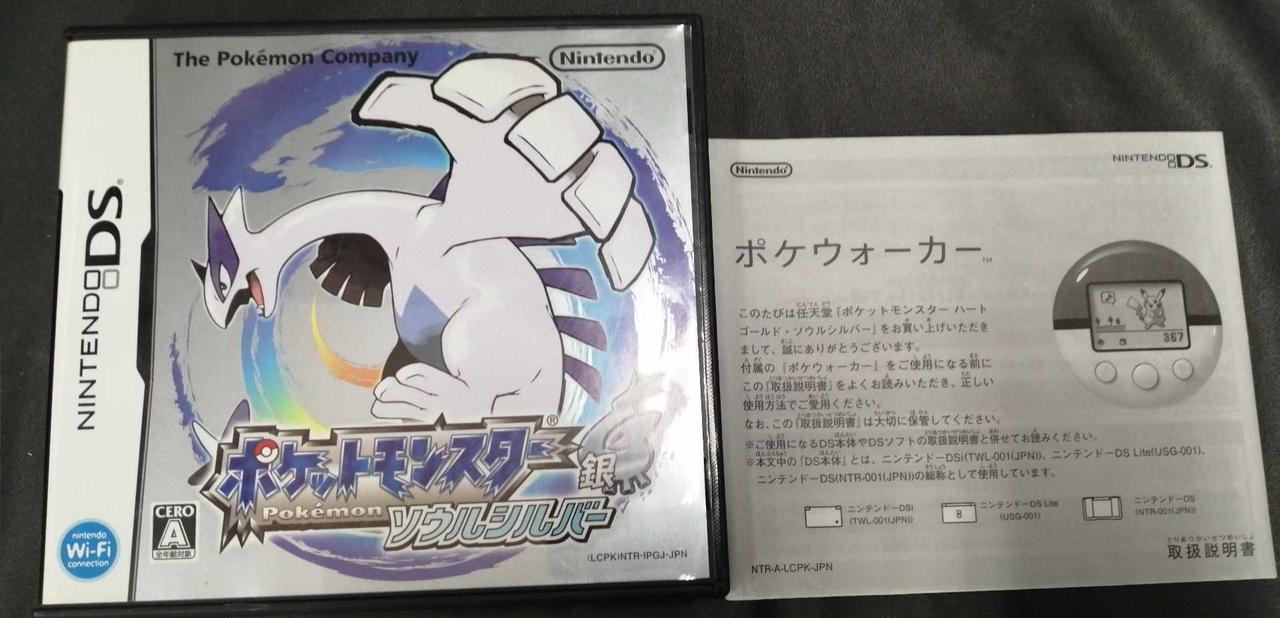 The Pokémon Company
Nintendo®
NINTENDO DS®
ポケットモンスター®
Pokémon
銀
ソウルシルバー
CERO
A
全年齢対象
nintendo
Wi-Fi
connection
(LCPK)NTR-IPGJ-JPN
Nintendo
NINTENDO DS®
ポケウォーカー™
このたびは任天堂『ポケットモンスター ハート
ゴールド・ソウルシルバー』をお買い上げいただき
まして、誠にありがとうございます。
付属の『ポケウォーカー』をご使用になる前に
この「取扱説明書」をよくお読みいただき、正しい
使用方法でご愛用ください。
なお、この「取扱説明書」は大切に保管してください。
※ご使用になるDS本体やDSソフトの取扱説明書と併せてお読みください。
※本文中の「DS本体」とは、ニンテンドーDSi(TWL-001(JPN))、ニンテンドーDS Lite(USG-001)、
ニンテンドーDS(NTR-001(JPN))の総称として使用しています。
367
ニンテンドーDSi
(TWL-001(JPN))
ニンテンドーDS Lite
(USG-001)
ニンテンドーDS
(NTR-001(JPN))
とりあつかいせつめいしょ
取扱説明書
NTR-A-LCPK-JPN